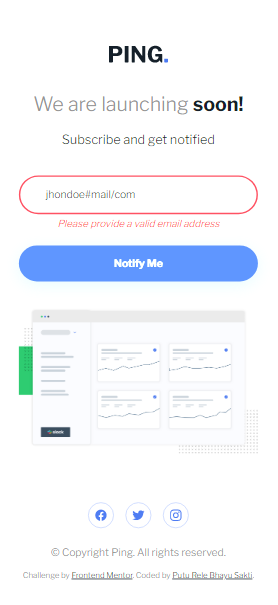 PING.
We are launching soon!
Subscribe and get notified
jhondoe#mail/com
Please provide a valid email address
Notify Me
© Copyright Ping. All rights reserved.
Challenge by Frontend Mentor. Coded by Putu Rele Bhayu Sakti.